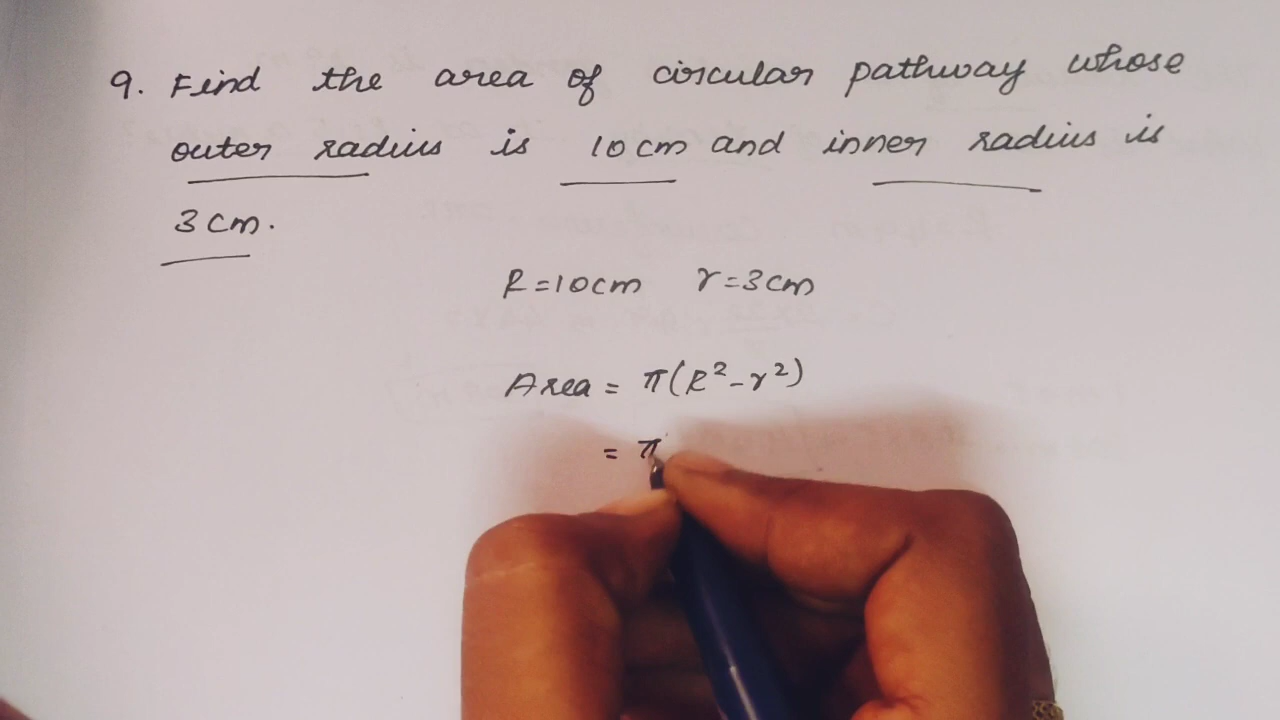 9. Find the area of circular pathway whose
outer radius is 10cm and inner radius is
3cm.
R=10cm r=3cm
Area = π(R²-r²)
= π